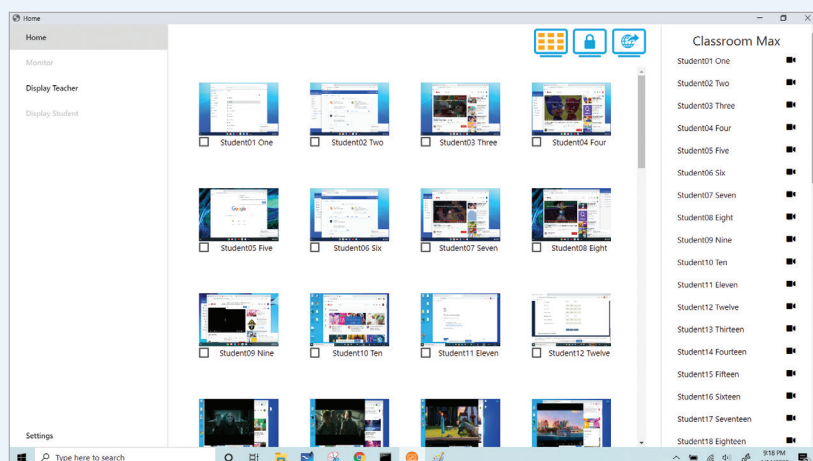 Home
Home
Monitor
Display Teacher
Display Student
Settings
Student01 One
Student02 Two
Student03 Three
Student04 Four
Google
Student05 Five
Student06 Six
Student07 Seven
Student08 Eight
Student09 Nine
Student10 Ten
Student11 Eleven
Student12 Twelve
Classroom Max
Student01 One
Student02 Two
Student03 Three
Student04 Four
Student05 Five
Student06 Six
Student07 Seven
Student08 Eight
Student09 Nine
Student10 Ten
Student11 Eleven
Student12 Twelve
Student13 Thirteen
Student14 Fourteen
Student15 Fifteen
Student16 Sixteen
Student17 Seventeen
Student18 Eighteen
Type here to search
9:18 PM